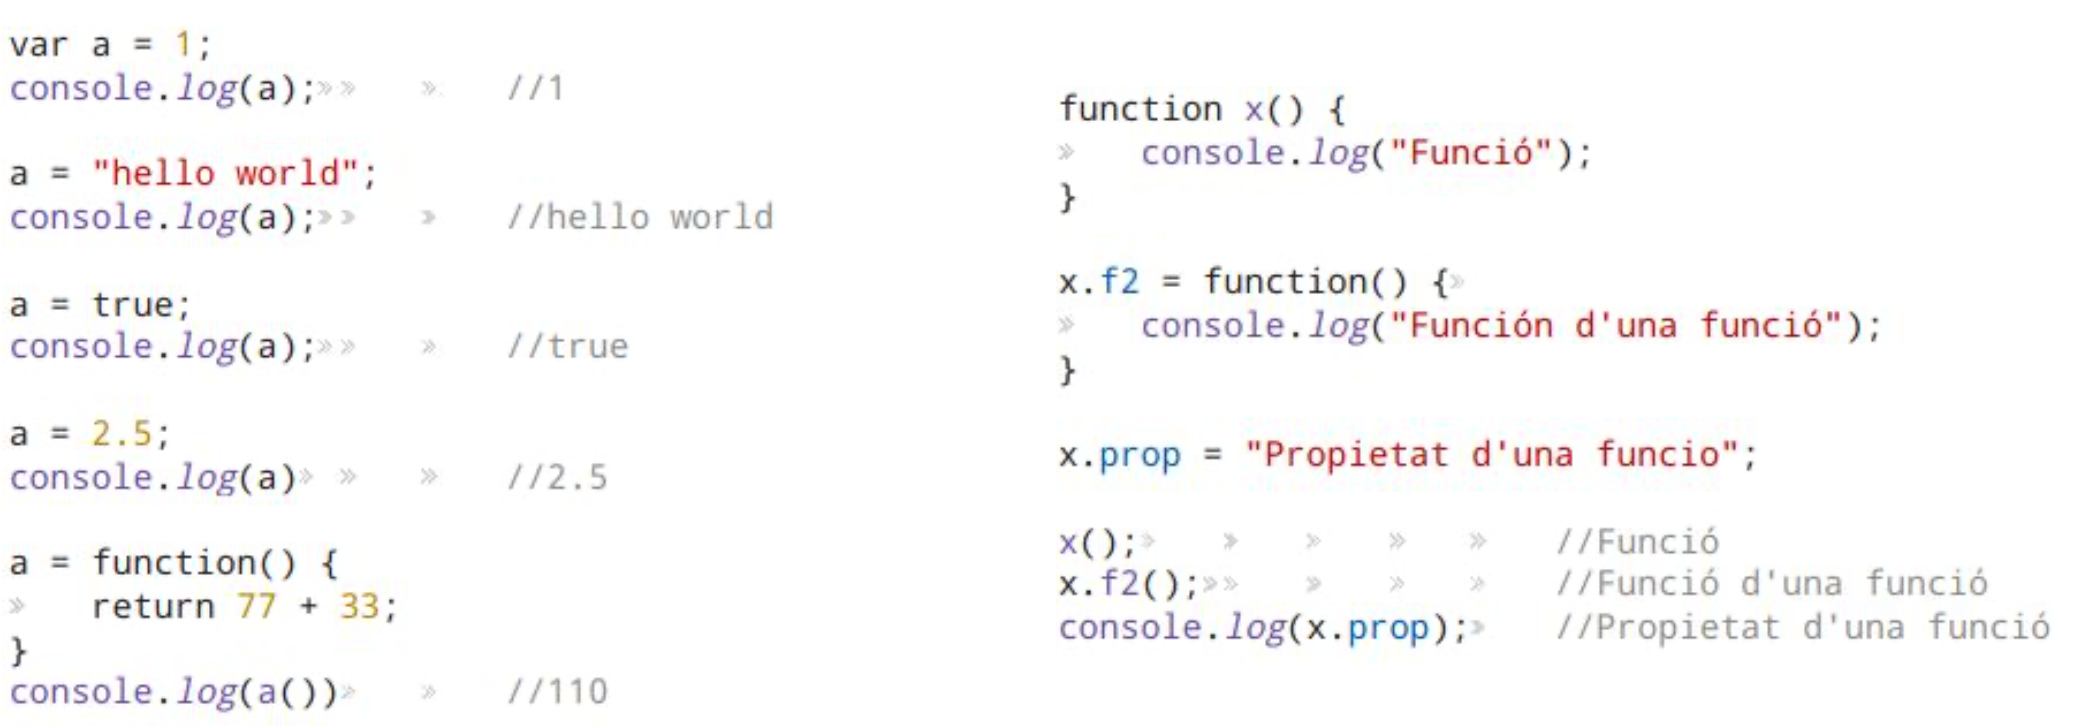 var a = 1;
console.log(a);»» » //1
a = "hello world";
console.log(a);»» » //hello world
a = true;
console.log(a);»» » //true
a = 2.5;
console.log(a)» » » //2.5
a = function() {
» return 77 + 33;
}
console.log(a())» » //110
function x() {
» console.log("Funció");
}
x.f2 = function() {»
» console.log("Función d'una funció");
}
x.prop = "Propietat d'una funcio";
x();» » » » » //Funció
x.f2();»» » » » //Funció d'una funció
console.log(x.prop);» //Propietat d'una funció